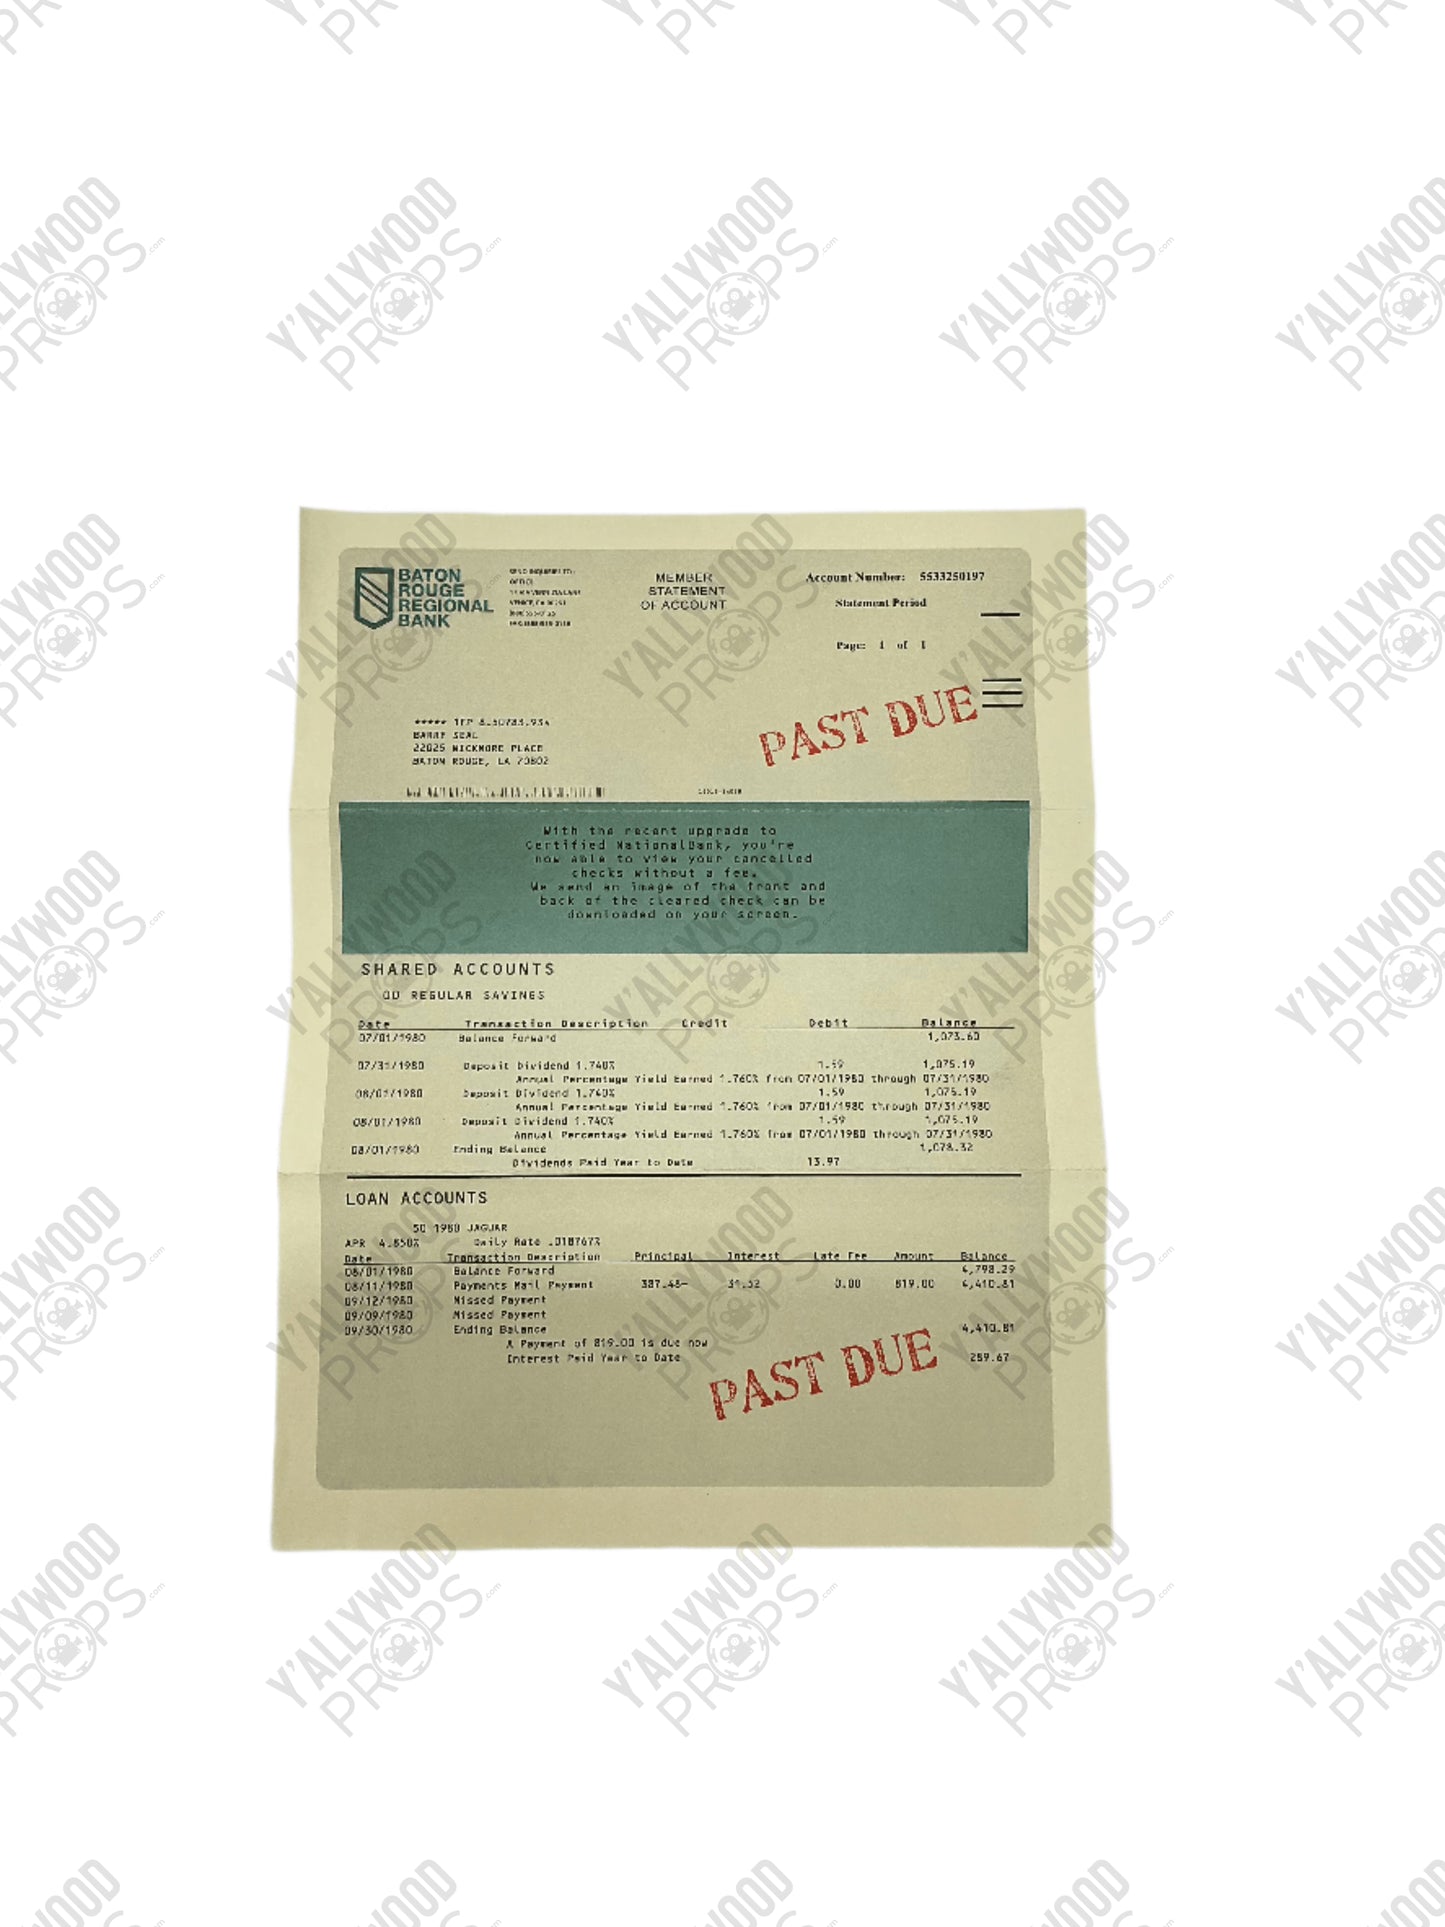 BATON
ROUGE
REGIONAL
BANK
MEMBER
STATEMENT
OF ACCOUNT
Account Number: 5533250197
Statement Period
Page: 1 of 1
PAST DUE
BARRY SEAL
22025 WICKMORE PLACE
BATON ROUGE, LA 70802
With the recent upgrade to
Certified NationalBank, you're
now able to view your cancelled
checks without a fee.
We send an image of the front and
back of the cleared check can be
downloaded on your screen.
SHARED ACCOUNTS
00 REGULAR SAVINGS
Date Transaction Description Credit Debit Balance
07/01/1980 Balance Forward 1,073.60
07/31/1980 Deposit Dividend 1.740% 1.59 1,075.19
Annual Percentage Yield Earned 1.760% from 07/01/1980 through 07/31/1980
08/01/1980 Deposit Dividend 1.740% 1.59 1,075.19
Annual Percentage Yield Earned 1.760% from 07/01/1980 through 07/31/1980
08/01/1980 Deposit Dividend 1.740% 1.59 1,075.19
Annual Percentage Yield Earned 1.760% from 07/01/1980 through 07/31/1980
08/01/1980 Ending Balance 1,078.32
Dividends Paid Year to Date 13.97
LOAN ACCOUNTS
50 1980 JAGUAR
APR 4.850% Daily Rate .018767%
Date Transaction Description Principal Interest Late Fee Amount Balance
08/01/1980 Balance Forward 4,798.29
08/11/1980 Payments Mail Payment 387.48- 31.52 0.00 819.00 4,410.81
09/12/1980 Missed Payment
09/09/1980 Missed Payment
09/30/1980 Ending Balance 4,410.81
A Payment of 819.00 is due now
Interest Paid Year to Date 289.67
PAST DUE
Y'ALLYWOOD
PROPS.com